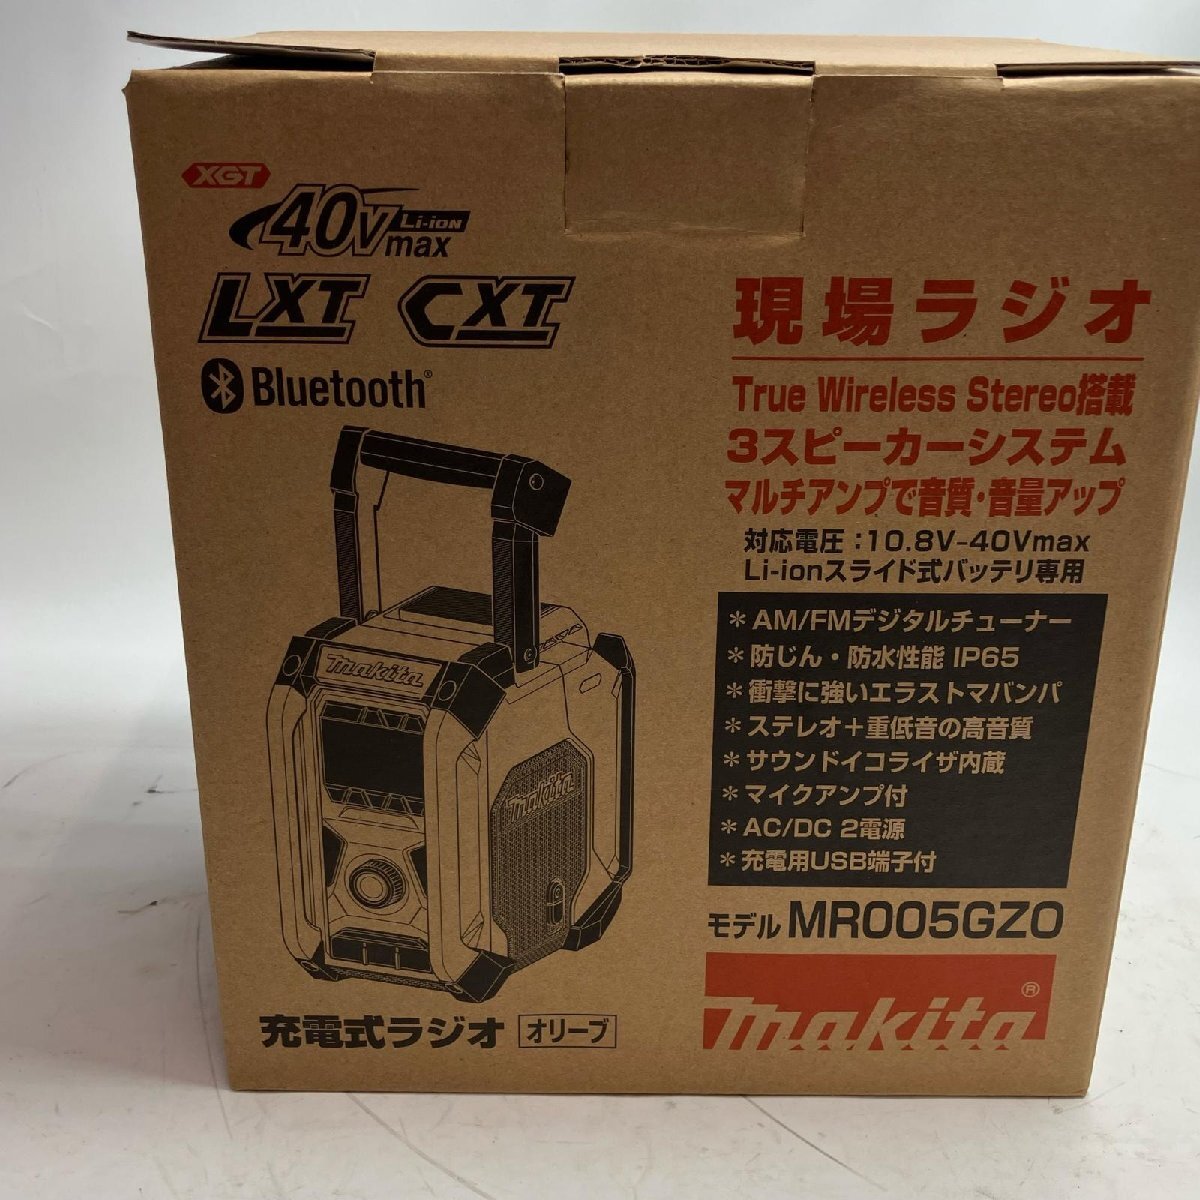 XGT
40Vmax Li-ion
LXT CXT
Bluetooth®
makita
makita
充電式ラジオ オリーブ
現場ラジオ
True Wireless Stereo搭載
3スピーカーシステム
マルチアンプで音質・音量アップ
対応電圧：10.8V-40Vmax
Li-ionスライド式バッテリ専用
＊AM/FMデジタルチューナー
＊防じん・防水性能 IP65
＊衝撃に強いエラストマバンパ
＊ステレオ＋重低音の高音質
＊サウンドイコライザ内蔵
＊マイクアンプ付
＊AC/DC 2電源
＊充電用USB端子付
モデル MR005GZO
makita®